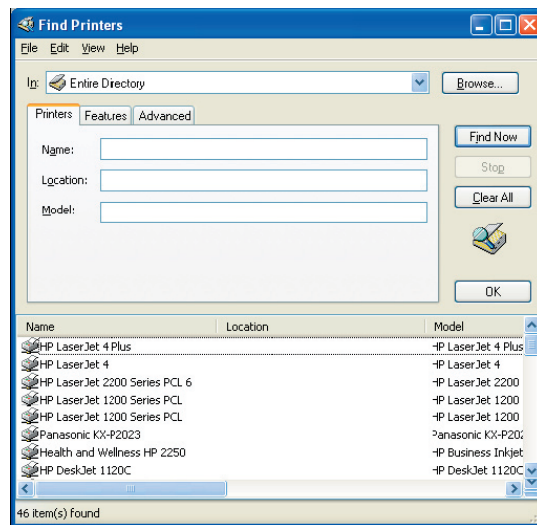 Find Printers
File Edit View Help
In: Entire Directory Browse...
Printers Features Advanced
Find Now
Name:
Stop
Location:
Clear All
Model:
OK
Name Location Model
HP LaserJet 4 Plus HP LaserJet 4 Plus
HP LaserJet 4 HP LaserJet 4
HP LaserJet 2200 Series PCL 6 HP LaserJet 2200
HP LaserJet 1200 Series PCL HP LaserJet 1200
HP LaserJet 1200 Series PCL HP LaserJet 1200
Panasonic KX-P2023 Panasonic KX-P202
Health and Wellness HP 2250 HP Business Inkjet
HP DeskJet 1120C HP DeskJet 1120C
46 item(s) found